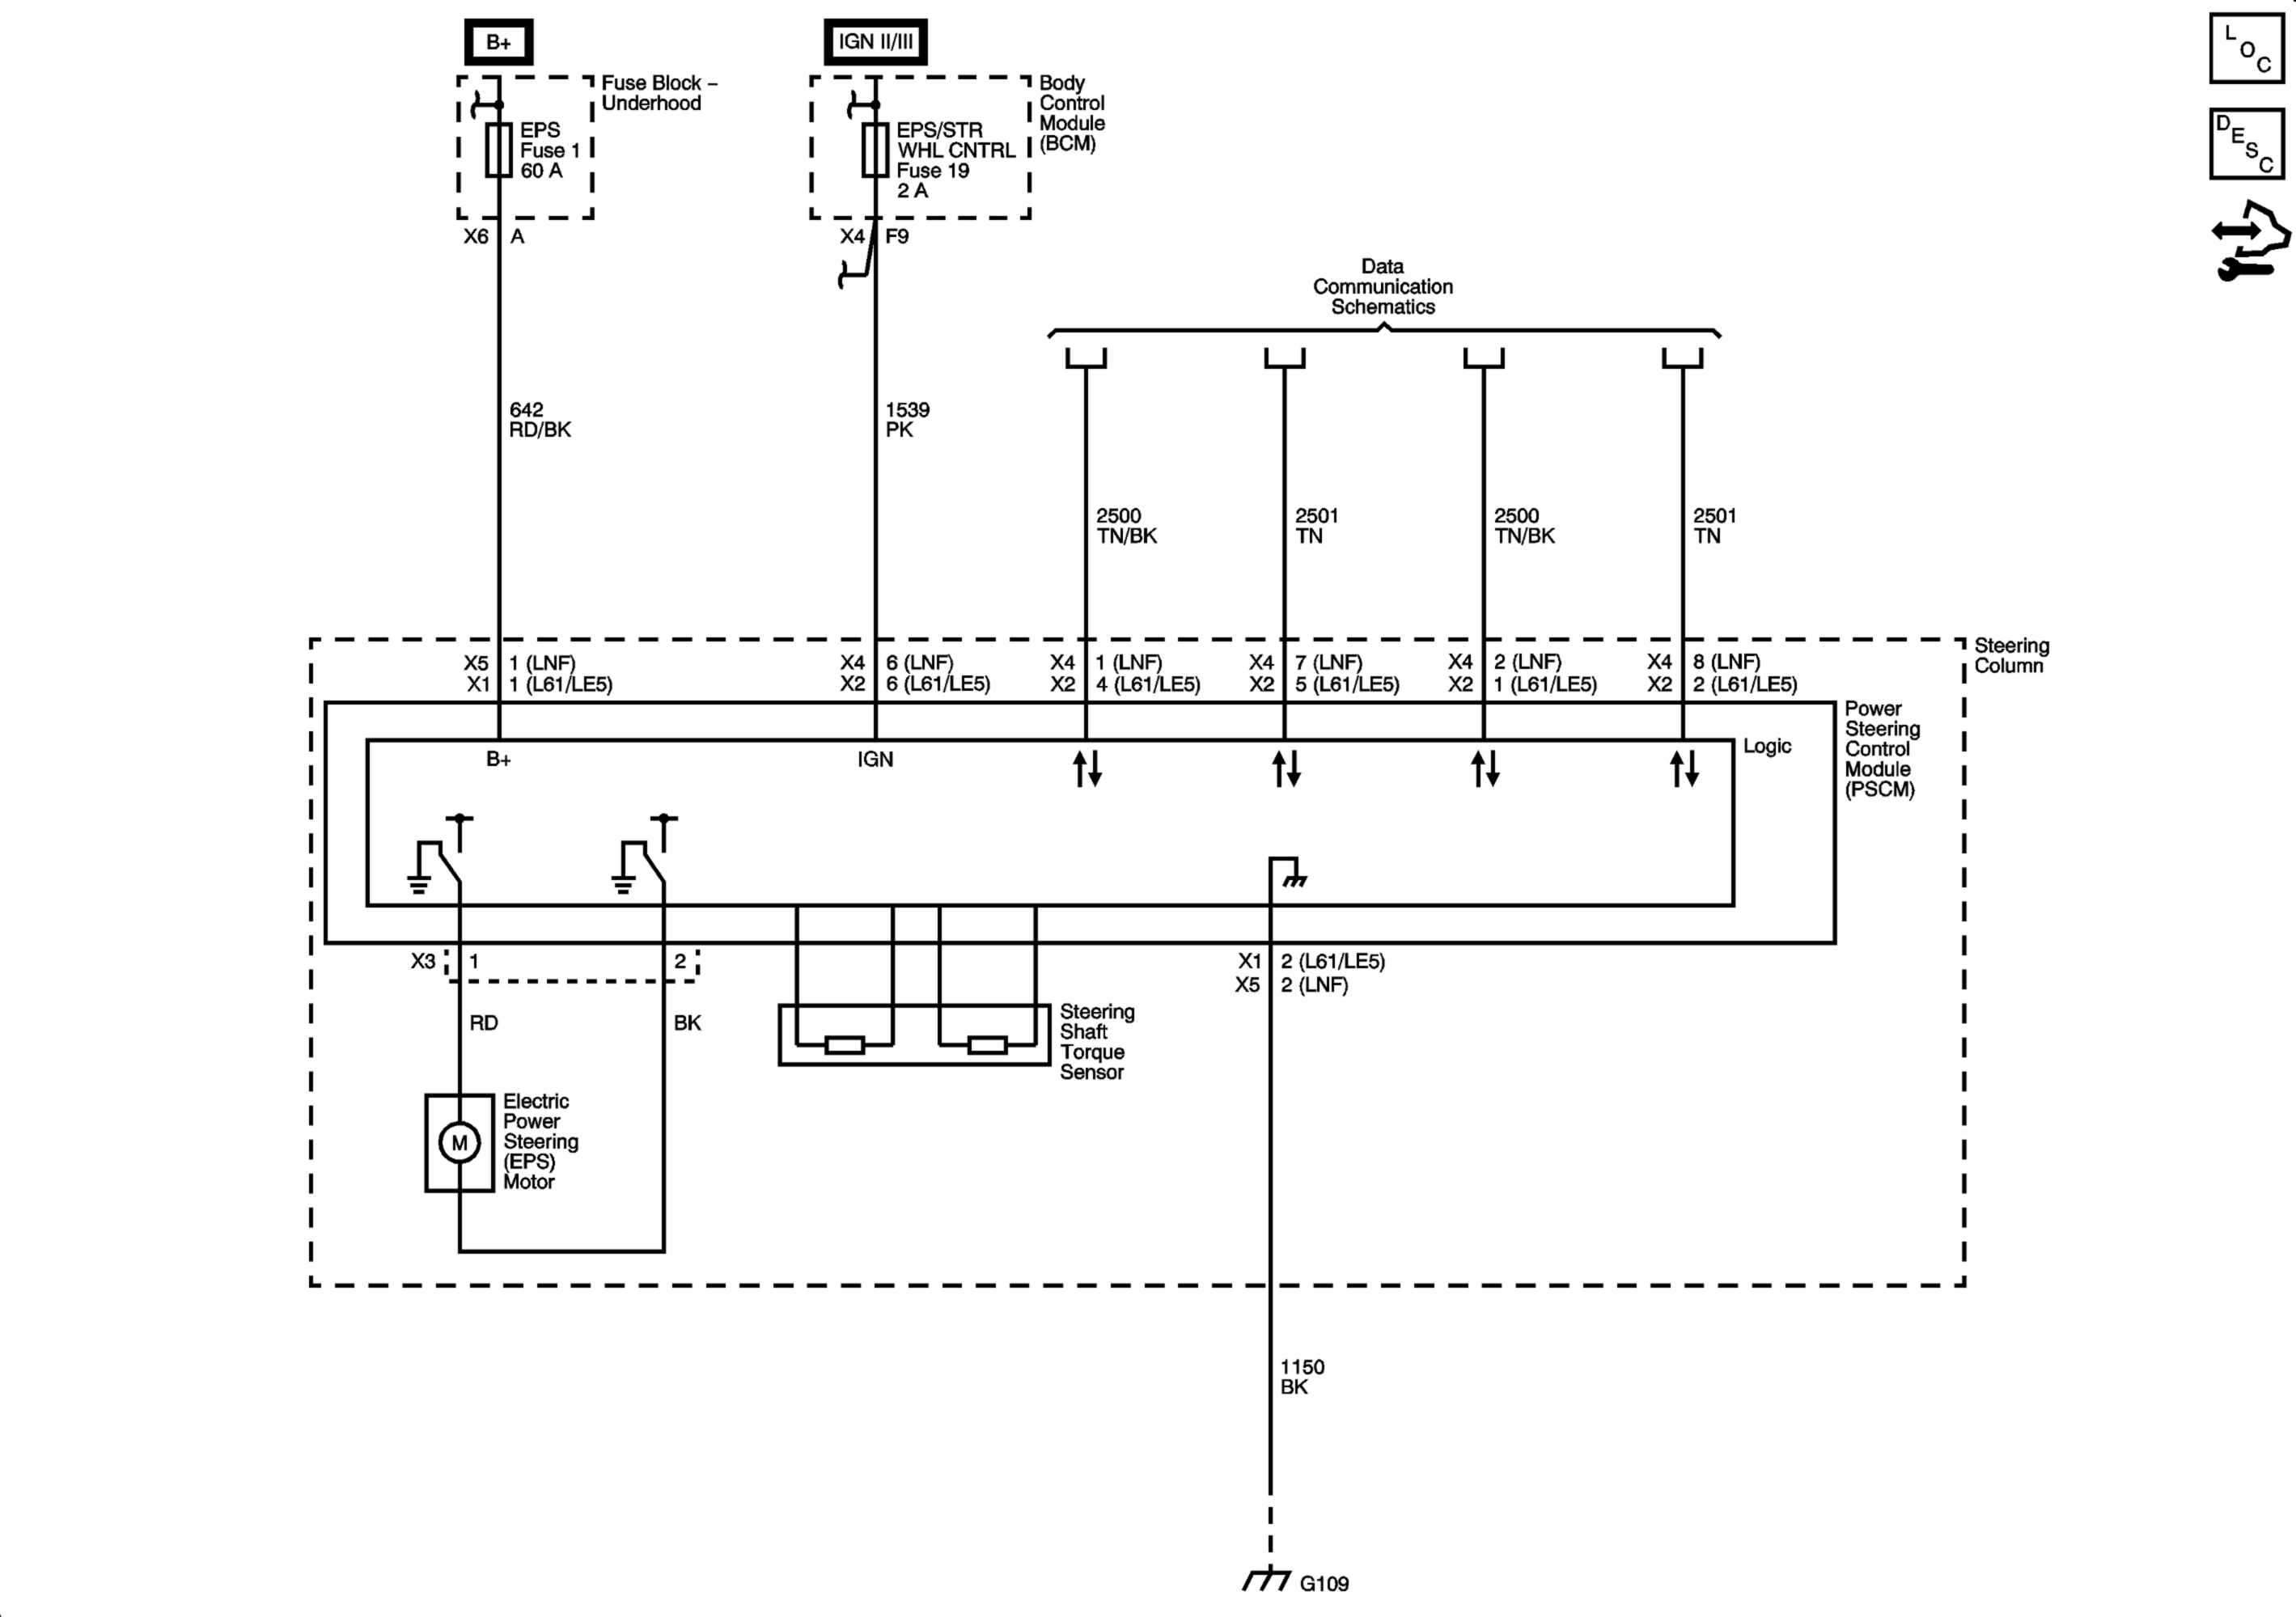 B+
IGN II/III
L
O
C
Fuse Block –
Underhood
EPS
Fuse 1
60 A
Body
Control
Module
(BCM)
EPS/STR
WHL CNTRL
Fuse 19
2 A
D
E
S
C
X6 A
X4 F9
Data
Communication
Schematics
642
RD/BK
1539
PK
2500
TN/BK
2501
TN
2500
TN/BK
2501
TN
Steering
Column
X5 1 (LNF)
X1 1 (L61/LE5)
X4 6 (LNF)
X2 6 (L61/LE5)
X4 1 (LNF)
X2 4 (L61/LE5)
X4 7 (LNF)
X2 5 (L61/LE5)
X4 2 (LNF)
X2 1 (L61/LE5)
X4 8 (LNF)
X2 2 (L61/LE5)
Power
Steering
Control
Module
(PSCM)
B+
IGN
Logic
X3 1 2
X1 2 (L61/LE5)
X5 2 (LNF)
RD
BK
Steering
Shaft
Torque
Sensor
M
Electric
Power
Steering
(EPS)
Motor
1150
BK
G109